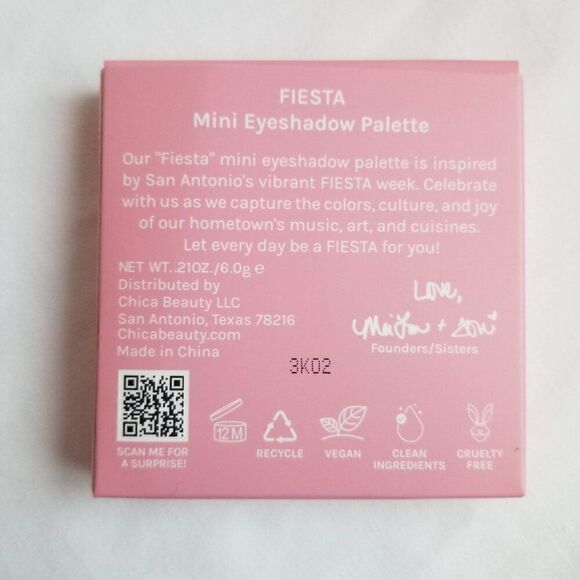 FIESTA
Mini Eyeshadow Palette
Our "Fiesta" mini eyeshadow palette is inspired
by San Antonio's vibrant FIESTA week. Celebrate
with us as we capture the colors, culture, and joy
of our hometown's music, art, and cuisines.
Let every day be a FIESTA for you!
NET WT. .21OZ./6.0g ℮
Distributed by
Chica Beauty LLC
San Antonio, Texas 78216
Chicabeauty.com
Made in China
Love,
+
Founders/Sisters
3K02
SCAN ME FOR
A SURPRISE!
12M
RECYCLE
VEGAN
CLEAN
INGREDIENTS
CRUELTY
FREE